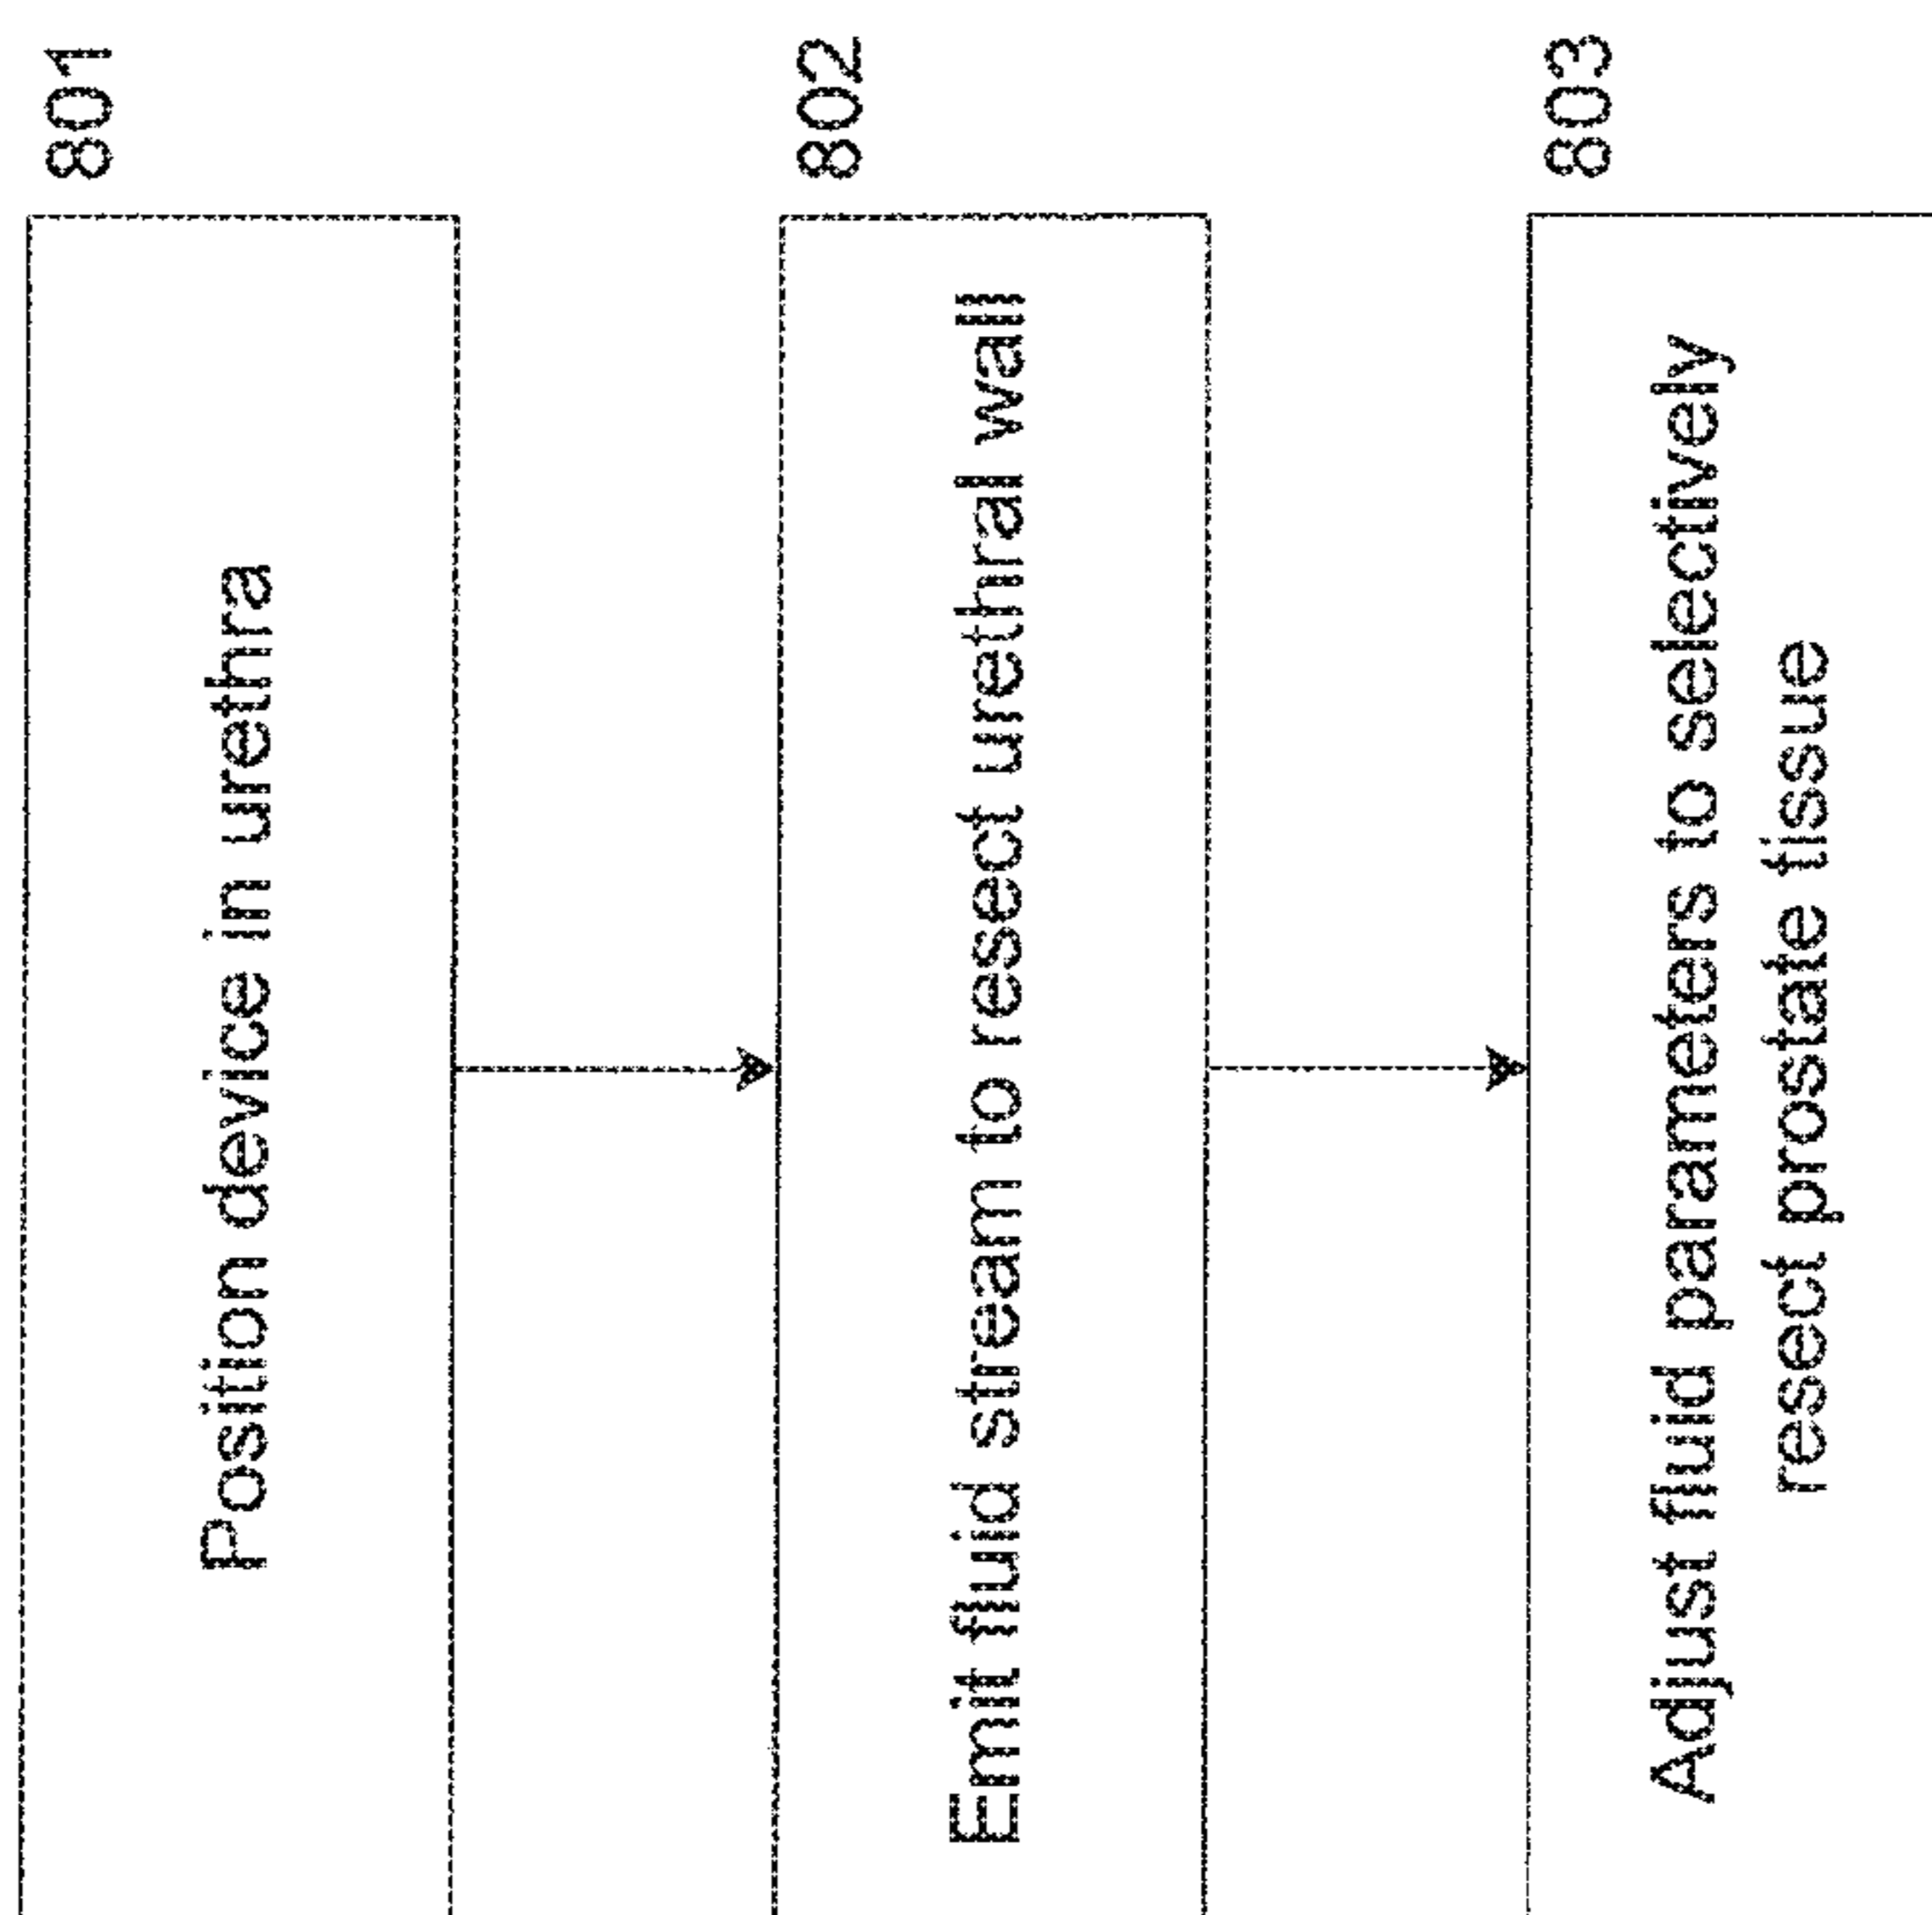 801
Position device in urethra
802
Emit fluid stream to resect urethral wall
803
Adjust fluid parameters to selectively
resect prostate tissue